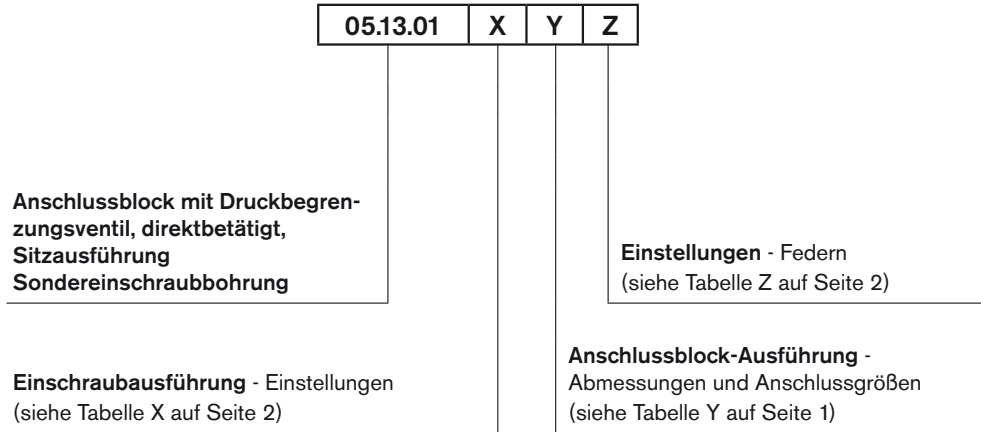 05.13.01 X Y Z
Anschlussblock mit Druckbegren-
zungsventil, direktbetätigt,
Sitzausführung
Sondereinschraubbohrung
Einstellungen - Federn
(siehe Tabelle Z auf Seite 2)
Einschraubausführung - Einstellungen
(siehe Tabelle X auf Seite 2)
Anschlussblock-Ausführung -
Abmessungen und Anschlussgrößen
(siehe Tabelle Y auf Seite 1)